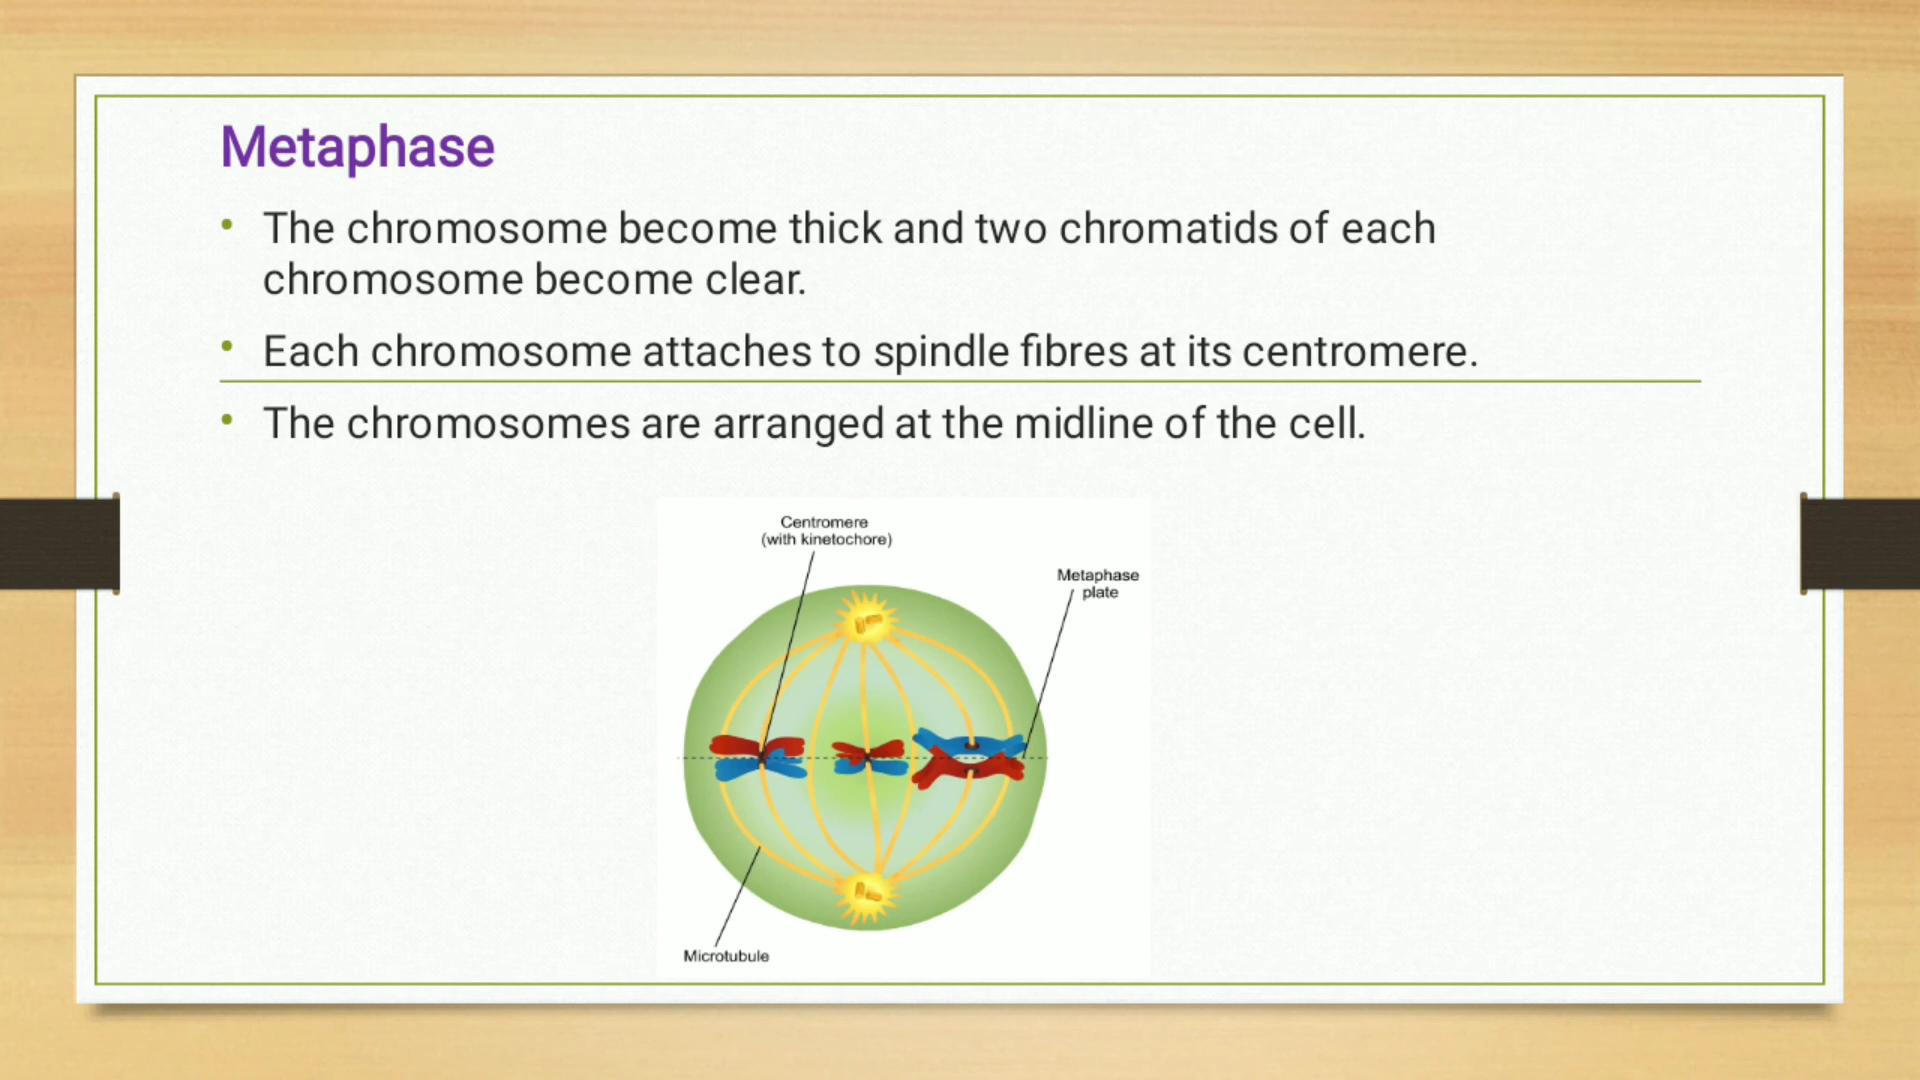 Metaphase
• The chromosome become thick and two chromatids of each
chromosome become clear.
• Each chromosome attaches to spindle fibres at its centromere.
• The chromosomes are arranged at the midline of the cell.
Centromere
(with kinetochore)
Metaphase
plate
Microtubule